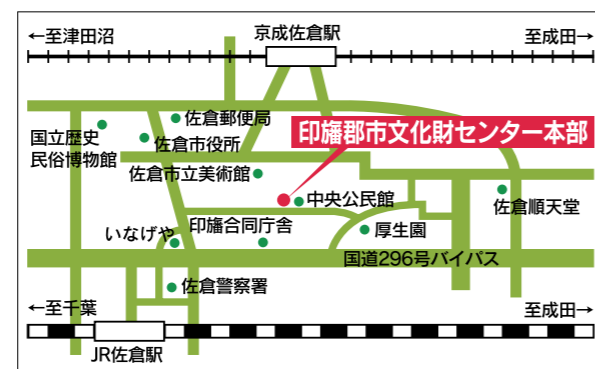 ←至津田沼
京成佐倉駅
至成田→
佐倉郵便局
国立歴史
民俗博物館
佐倉市役所
印旛郡市文化財センター本部
佐倉市立美術館
中央公民館
佐倉順天堂
いなげや
印旛合同庁舎
厚生園
国道296号バイパス
佐倉警察署
←至千葉
至成田→
JR佐倉駅